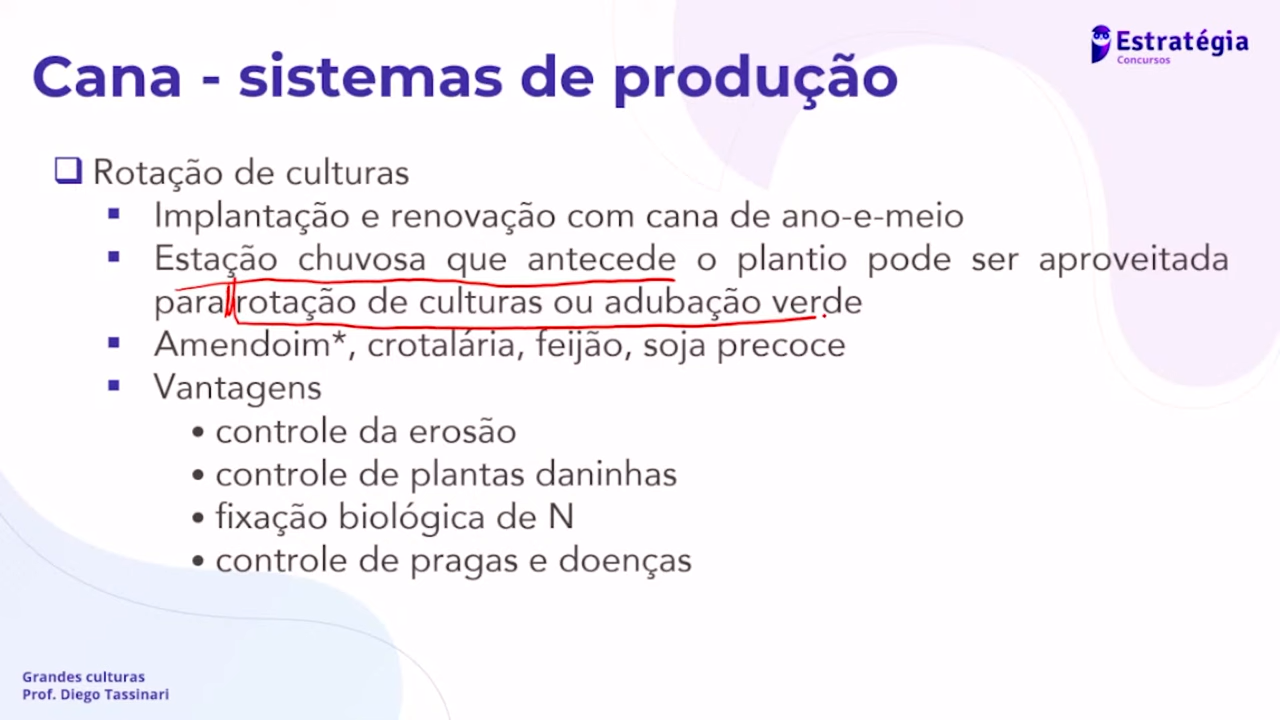 Estratégia
Concursos
Cana - sistemas de produção
Rotação de culturas
Implantação e renovação com cana de ano-e-meio
Estação chuvosa que antecede o plantio pode ser aproveitada
para rotação de culturas ou adubação verde
Amendoim*, crotalária, feijão, soja precoce
Vantagens
• controle da erosão
• controle de plantas daninhas
• fixação biológica de N
• controle de pragas e doenças
Grandes culturas
Prof. Diego Tassinari